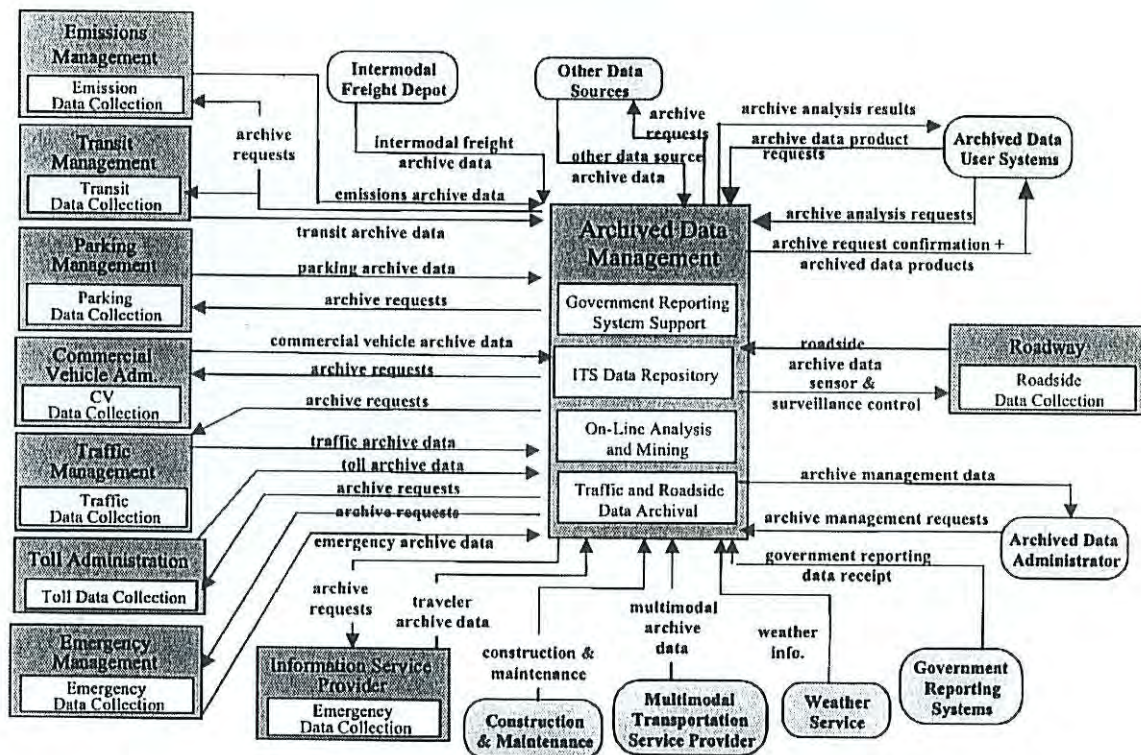 Emissions
Management
Emission
Data Collection
Transit
Management
Transit
Data Collection
Parking
Management
Parking
Data Collection
Commercial
Vehicle Adm.
CV
Data Collection
Traffic
Management
Traffic
Data Collection
Toll Administration
Toll Data Collection
Emergency
Management
Emergency
Data Collection
Intermodal
Freight Depot
Other Data
Sources
archive
requests
intermodal freight
archive data
emissions archive data
transit archive data
parking archive data
archive requests
commercial vehicle archive data
archive requests
archive requests
traffic archive data
toll archive data
archive requests
archive requests
emergency archive data
archive
requests
other data source
archive data
archive analysis results
archive data product
requests
Archived Data
User Systems
archive analysis requests
archive request confirmation +
archived data products
Archived Data
Management
Government Reporting
System Support
ITS Data Repository
On-Line Analysis
and Mining
Traffic and Roadside
Data Archival
roadside
archive data
sensor &
surveillance control
Roadway
Roadside
Data Collection
archive management data
archive management requests
Archived Data
Administrator
government reporting
data receipt
archive
requests
traveler
archive data
construction &
maintenance
multimodal
archive
data
weather
info.
Information Service
Provider
Emergency
Data Collection
Construction
& Maintenance
Multimodal
Transportation
Service Provider
Weather
Service
Government
Reporting
Systems